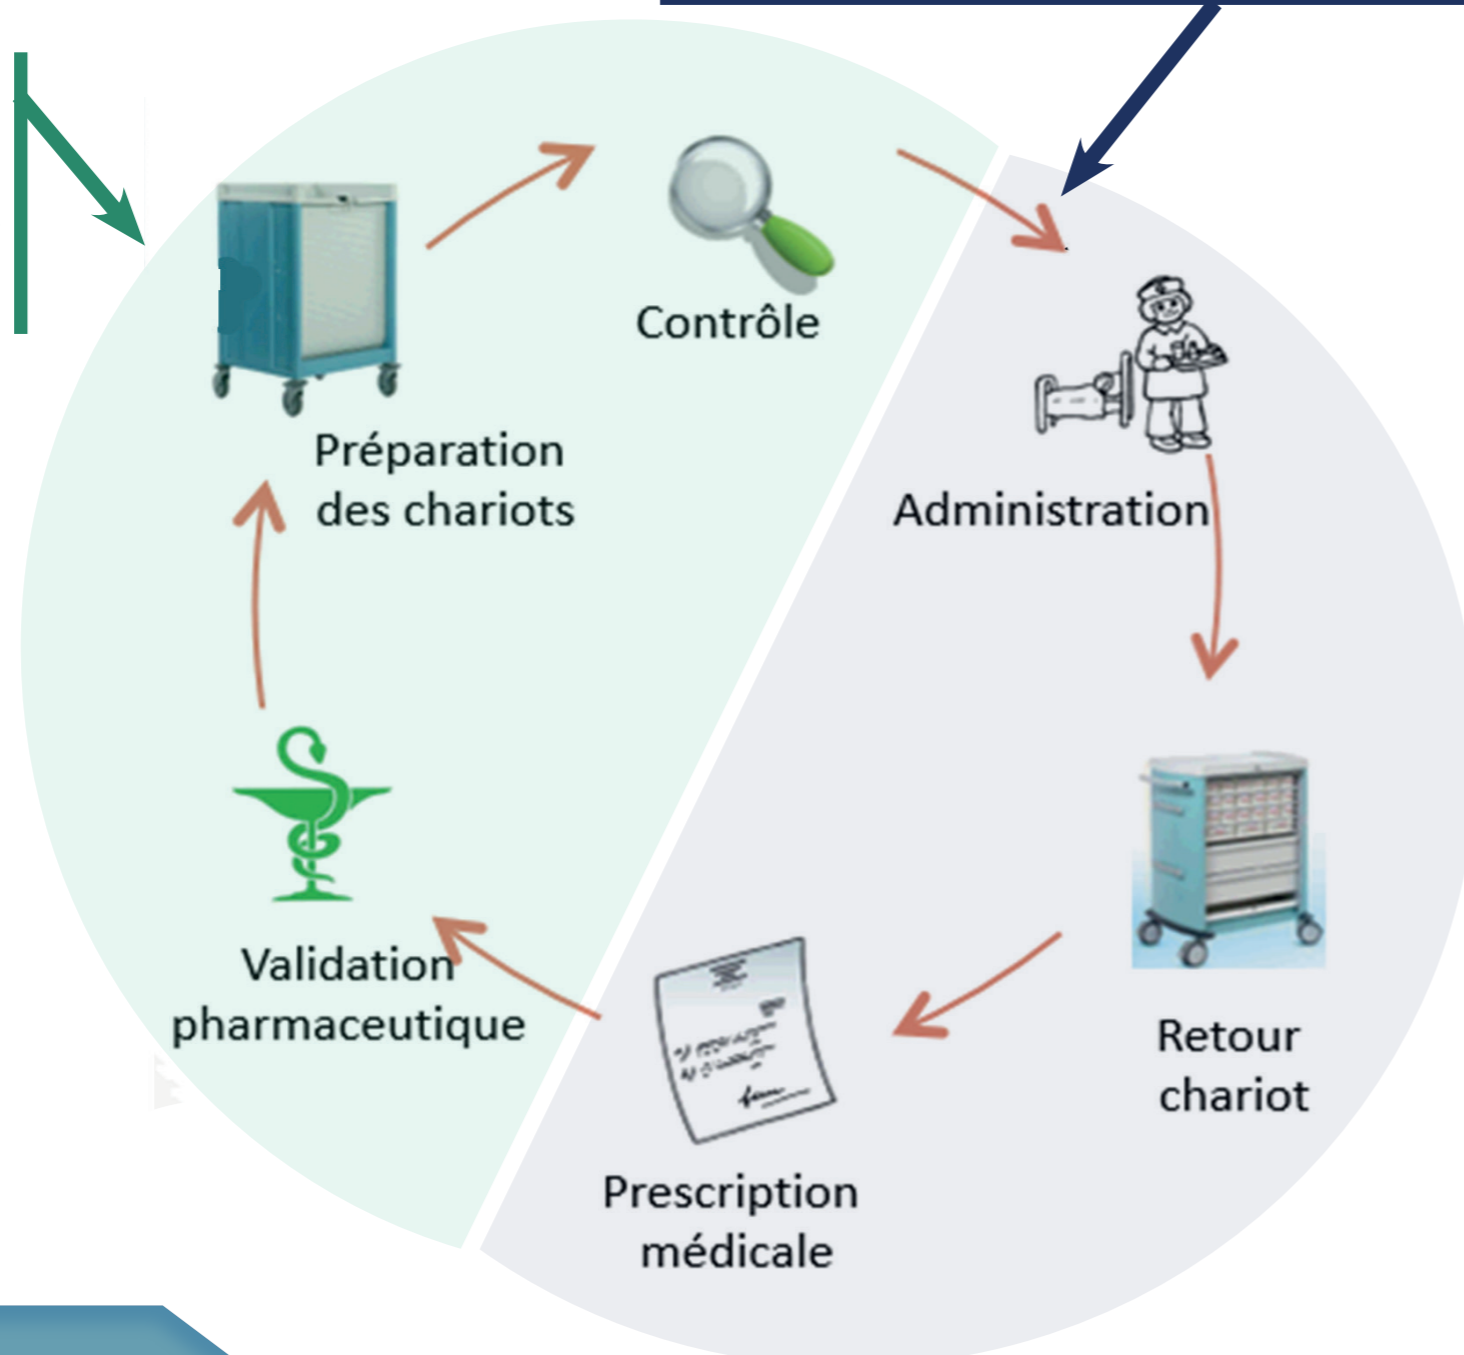 Contrôle
Préparation
des chariots
Administration
Validation
pharmaceutique
Retour
chariot
Prescription
médicale